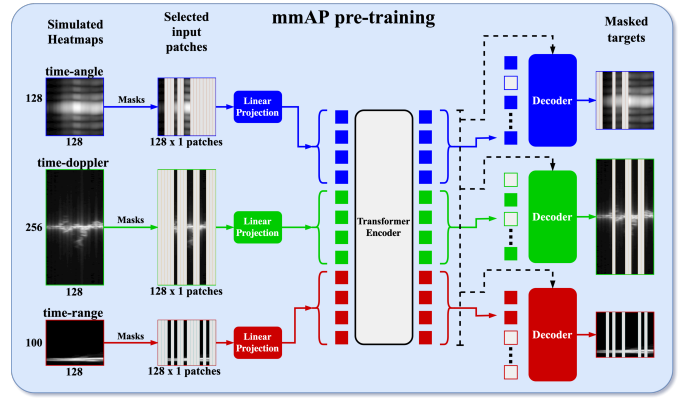 mmAP pre-training
Simulated
Heatmaps
Selected
input
patches
Masked
targets
time-angle
128
128
Masks
128 x 1 patches
Linear
Projection
Decoder
time-doppler
256
128
Masks
128 x 1 patches
Linear
Projection
Transformer
Encoder
Decoder
time-range
100
128
Masks
128 x 1 patches
Linear
Projection
Decoder